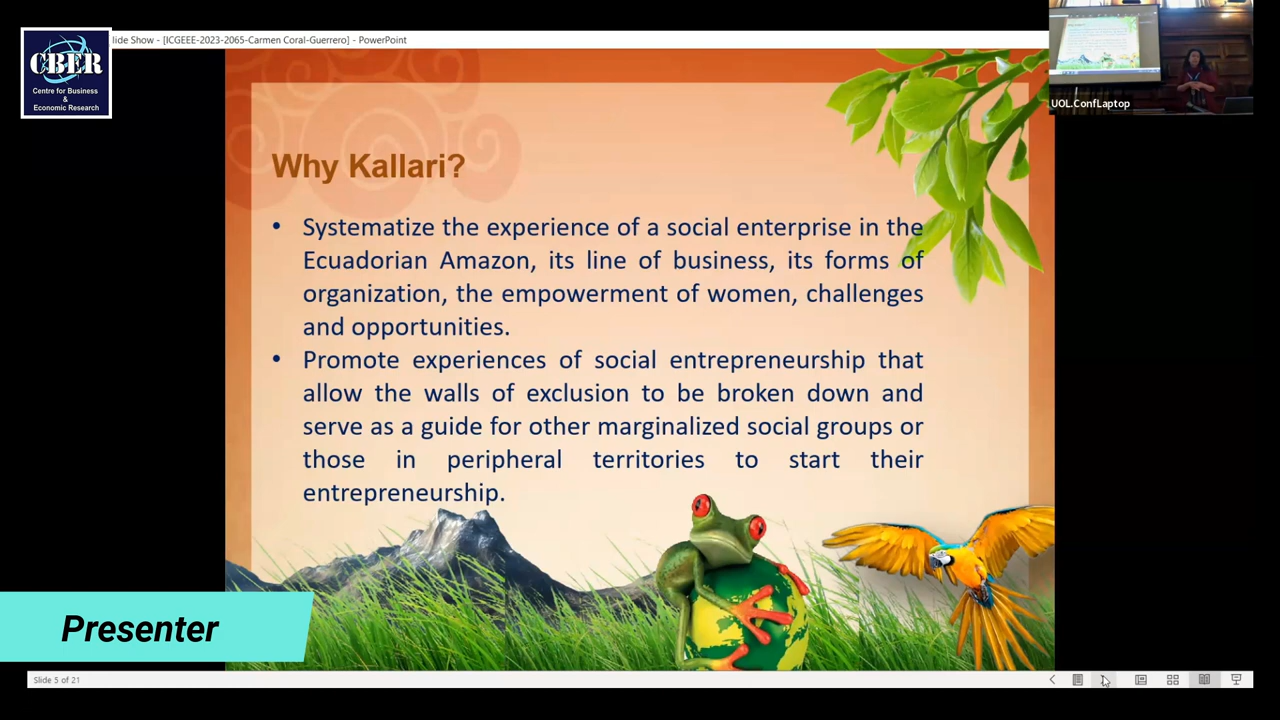 lide Show - [ICGEEE-2023-2065-Carmen Coral-Guerrero] - PowerPoint
CBER
Centre for Business
&
Economic Research
UOL.ConfLaptop
Why Kallari?
• Systematize the experience of a social enterprise in the
Ecuadorian Amazon, its line of business, its forms of
organization, the empowerment of women, challenges
and opportunities.
• Promote experiences of social entrepreneurship that
allow the walls of exclusion to be broken down and
serve as a guide for other marginalized social groups or
those in peripheral territories to start their
entrepreneurship.
Presenter
Slide 5 of 21